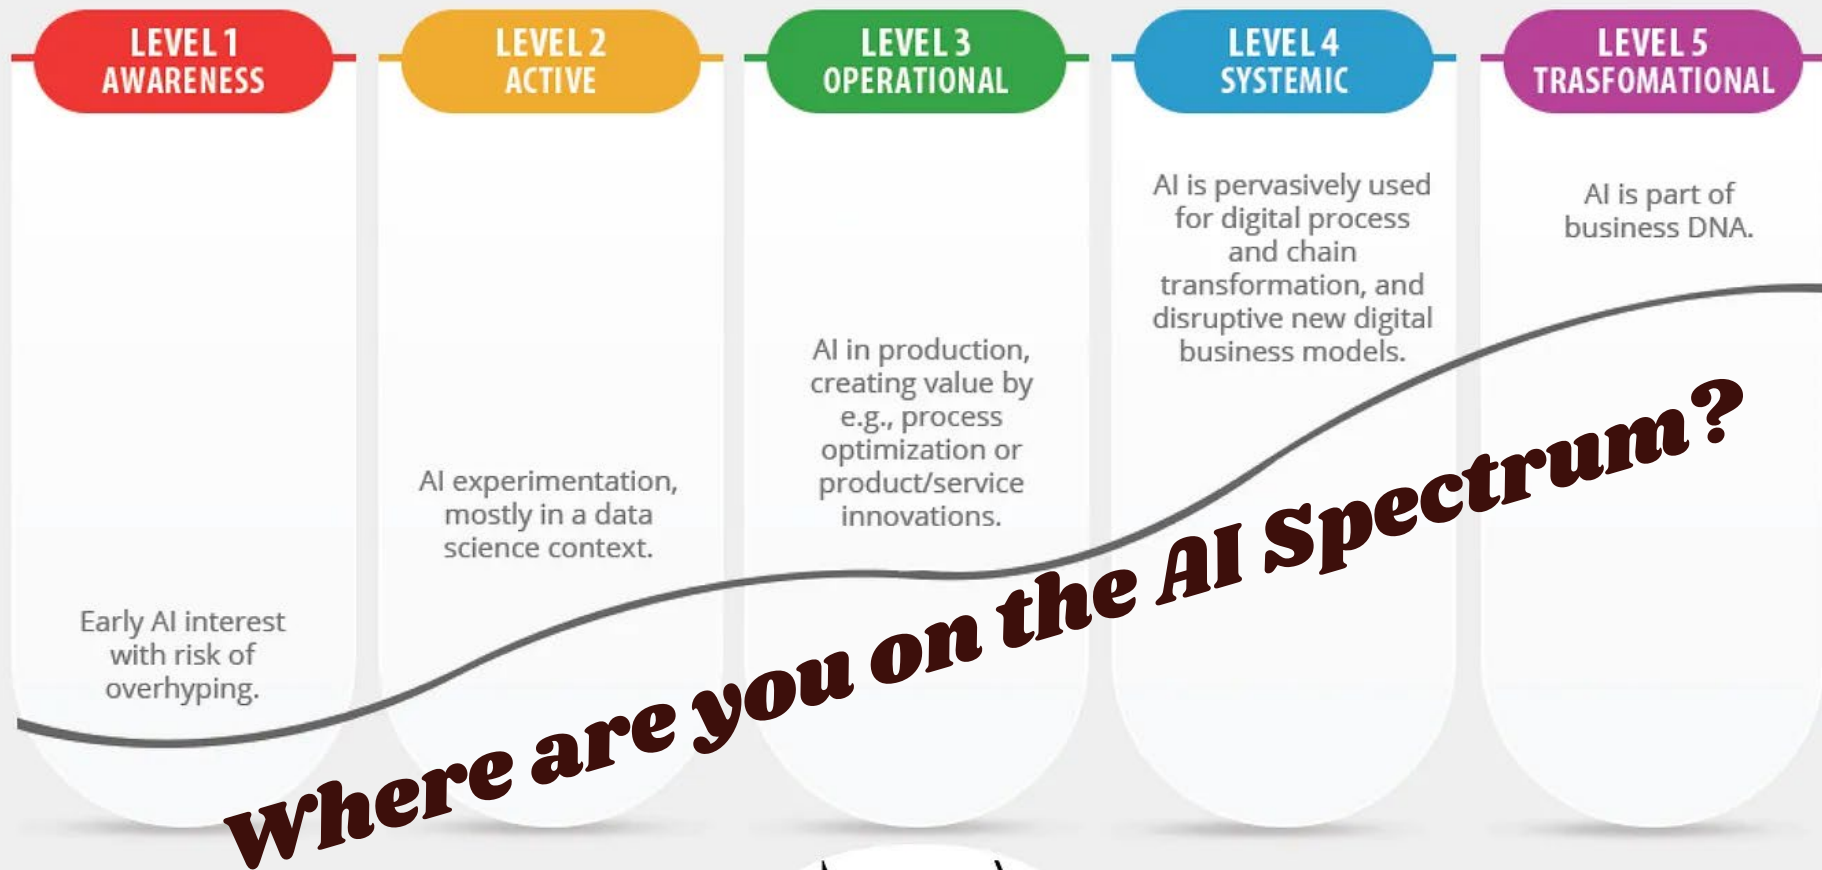 LEVEL 1
AWARENESS
Early AI interest
with risk of
overhyping.
LEVEL 2
ACTIVE
AI experimentation,
mostly in a data
science context.
LEVEL 3
OPERATIONAL
AI in production,
creating value by
e.g., process
optimization or
product/service
innovations.
LEVEL 4
SYSTEMIC
AI is pervasively used
for digital process
and chain
transformation, and
disruptive new digital
business models.
LEVEL 5
TRASFOMATIONAL
AI is part of
business DNA.
Where are you on the AI Spectrum?